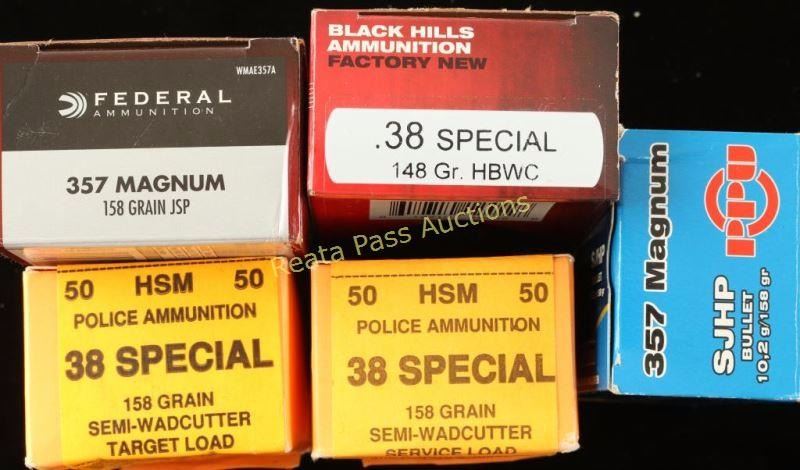 WMAE357A
FEDERAL
AMMUNITION
357 MAGNUM
158 GRAIN JSP
BLACK HILLS
AMMUNITION
FACTORY NEW
.38 SPECIAL
148 Gr. HBWC
357 Magnum
PPU
SJHP
BULLET
10,2 g/158 gr
SJHP
Reata Pass Auctions
50 HSM 50
POLICE AMMUNITION
38 SPECIAL
158 GRAIN
SEMI-WADCUTTER
TARGET LOAD
50 HSM 50
POLICE AMMUNITION
38 SPECIAL
158 GRAIN
SEMI-WADCUTTER
SERVICE LOAD